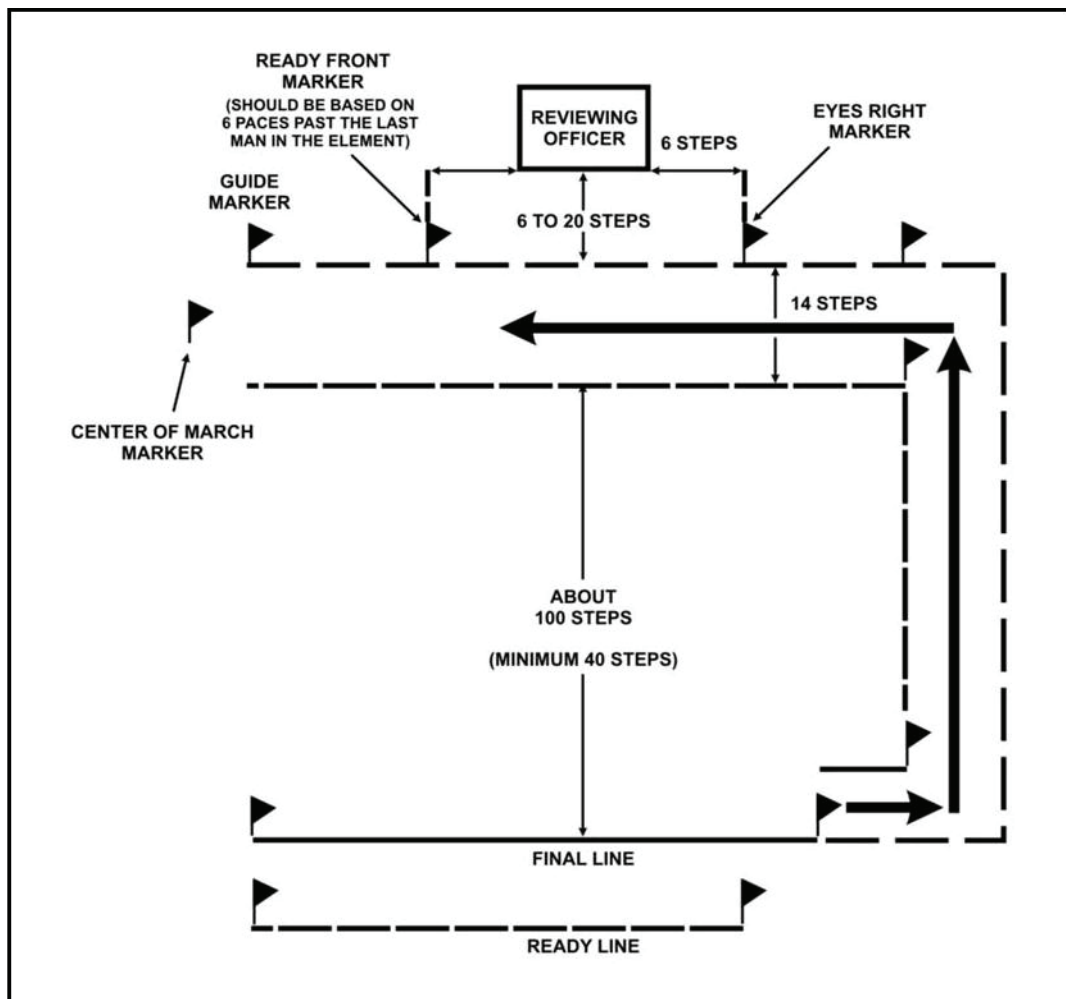 READY FRONT
MARKER
(SHOULD BE BASED ON
6 PACES PAST THE LAST
MAN IN THE ELEMENT)
REVIEWING
OFFICER
6 STEPS
EYES RIGHT
MARKER
GUIDE
MARKER
6 TO 20 STEPS
14 STEPS
CENTER OF MARCH
MARKER
ABOUT
100 STEPS
(MINIMUM 40 STEPS)
FINAL LINE
READY LINE